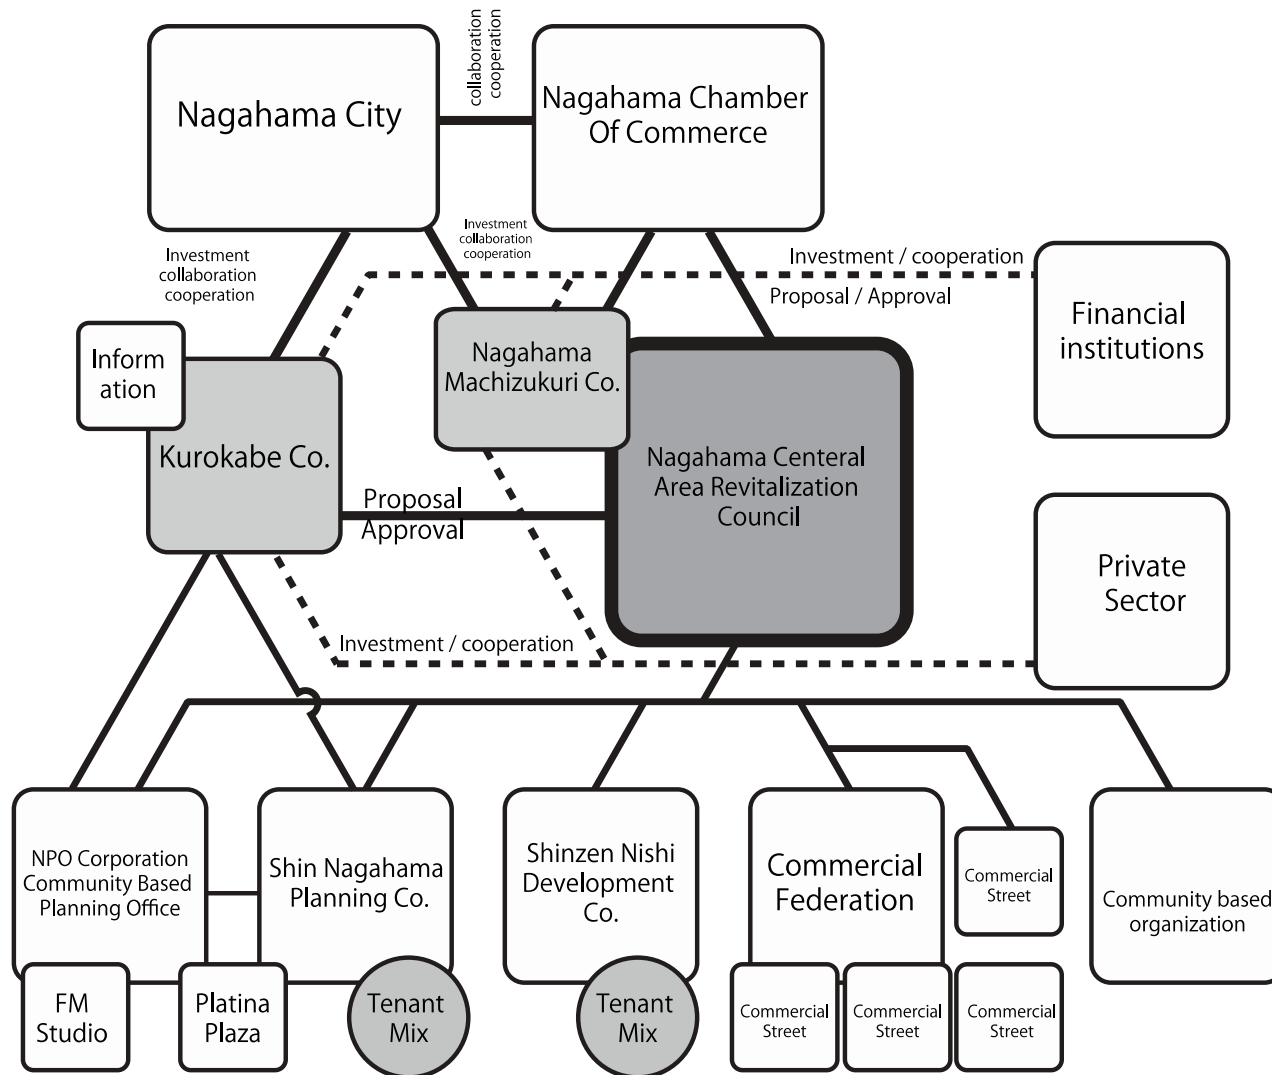 collaboration
cooperation
Nagahama City
Nagahama Chamber
Of Commerce
Investment
collaboration
cooperation
Investment
collaboration
cooperation
Investment / cooperation
Proposal / Approval
Financial
institutions
Inform
ation
Nagahama
Machizukuri Co.
Kurokabe Co.
Nagahama Centeral
Area Revitalization
Council
Proposal
Approval
Private
Sector
Investment / cooperation
NPO Corporation
Community Based
Planning Office
Shin Nagahama
Planning Co.
Shinzen Nishi
Development
Co.
Commercial
Federation
Commercial
Street
Community based
organization
FM
Studio
Platina
Plaza
Tenant
Mix
Tenant
Mix
Commercial
Street
Commercial
Street
Commercial
Street